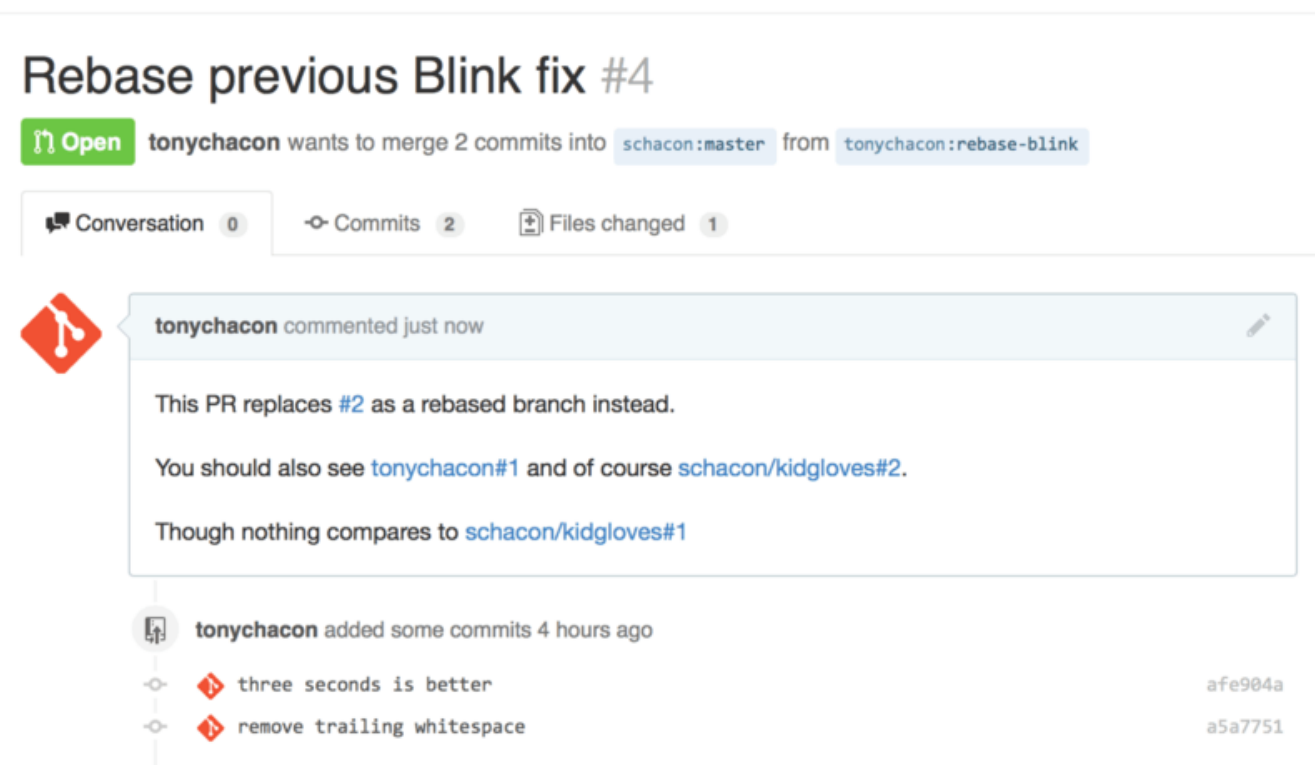 Rebase previous Blink fix #4
Open tonychacon wants to merge 2 commits into schacon:master from tonychacon:rebase-blink
Conversation 0 Commits 2 Files changed 1
tonychacon commented just now
This PR replaces #2 as a rebased branch instead.
You should also see tonychacon#1 and of course schacon/kidgloves#2.
Though nothing compares to schacon/kidgloves#1
tonychacon added some commits 4 hours ago
three seconds is better afe904a
remove trailing whitespace a5a7751